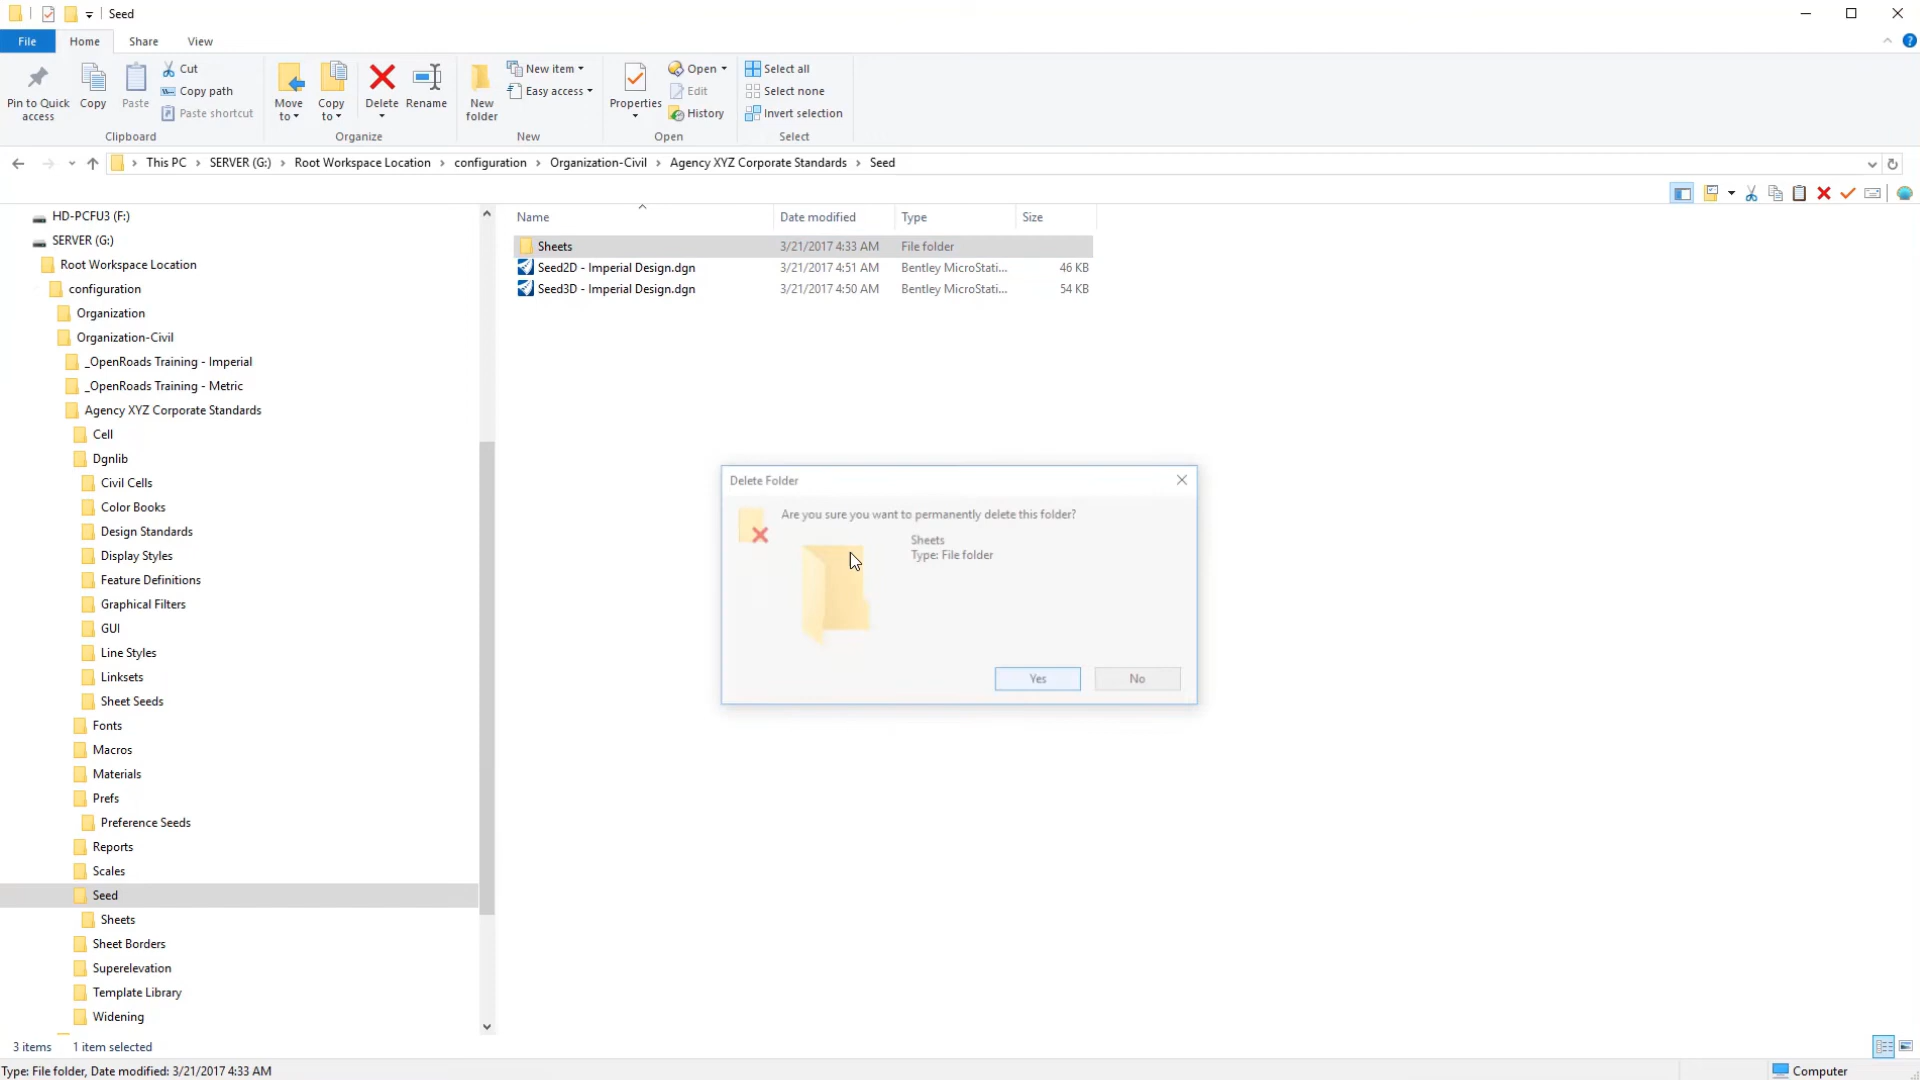 Seed
File
Home
Share
View
Pin to Quick access
Copy
Paste
Cut
Copy path
Paste shortcut
Clipboard
Move to
Copy to
Delete
Rename
Organize
New folder
New item
Easy access
New
Properties
Open
Edit
History
Open
Select all
Select none
Invert selection
Select
This PC > SERVER (G:) > Root Workspace Location > configuration > Organization-Civil > Agency XYZ Corporate Standards > Seed
HD-PCFU3 (F:)
SERVER (G:)
Root Workspace Location
configuration
Organization
Organization-Civil
_OpenRoads Training - Imperial
_OpenRoads Training - Metric
Agency XYZ Corporate Standards
Cell
Dgnlib
Civil Cells
Color Books
Design Standards
Display Styles
Feature Definitions
Graphical Filters
GUI
Line Styles
Linksets
Sheet Seeds
Fonts
Macros
Materials
Prefs
Preference Seeds
Reports
Scales
Seed
Sheets
Sheet Borders
Superelevation
Template Library
Widening
Name Date modified Type Size
Sheets 3/21/2017 4:33 AM File folder
Seed2D - Imperial Design.dgn 3/21/2017 4:51 AM Bentley MicroStati... 46 KB
Seed3D - Imperial Design.dgn 3/21/2017 4:50 AM Bentley MicroStati... 54 KB
Delete Folder
Are you sure you want to permanently delete this folder?
Sheets
Type: File folder
Yes
No
3 items 1 item selected
Type: File folder, Date modified: 3/21/2017 4:33 AM
Computer